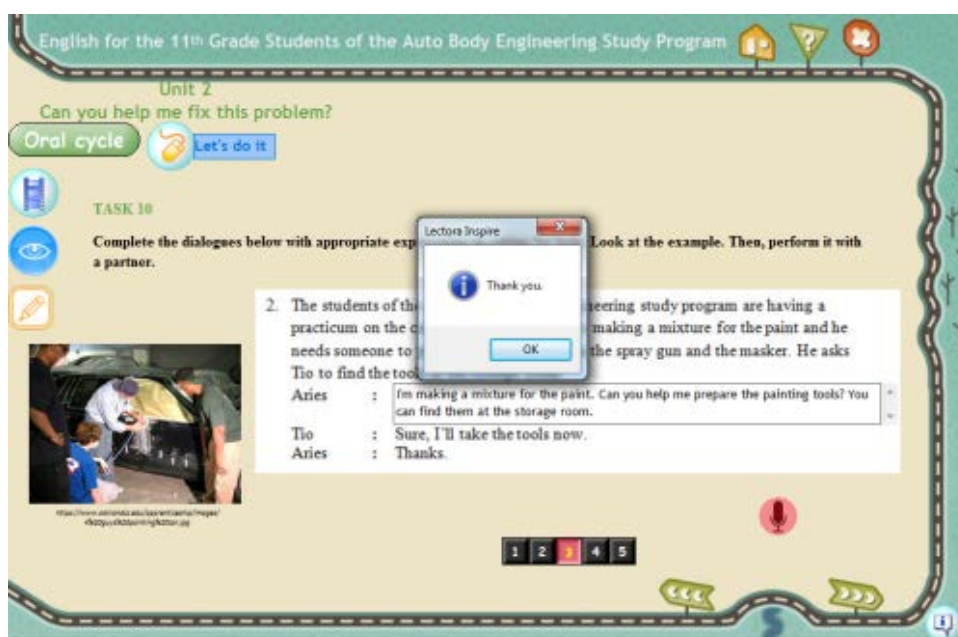 English for the 11th Grade Students of the Auto Body Engineering Study Program
Unit 2
Can you help me fix this problem?
Oral cycle
Let's do it
TASK 10
Complete the dialogues below with appropriate Look at the example. Then, perform it with
a partner.
Lectora Inspire
Thank you.
OK
2. The students of the study program are having a
practicum on the making a mixture for the paint and he
needs someone to the spray gun and the masker. He asks
Tio to find the
Aries : I'm making a mixture for the paint. Can you help me prepare the painting tools? You
can find them at the storage room.
Tio : Sure, I'll take the tools now.
Aries : Thanks.
1 2 3 4 5